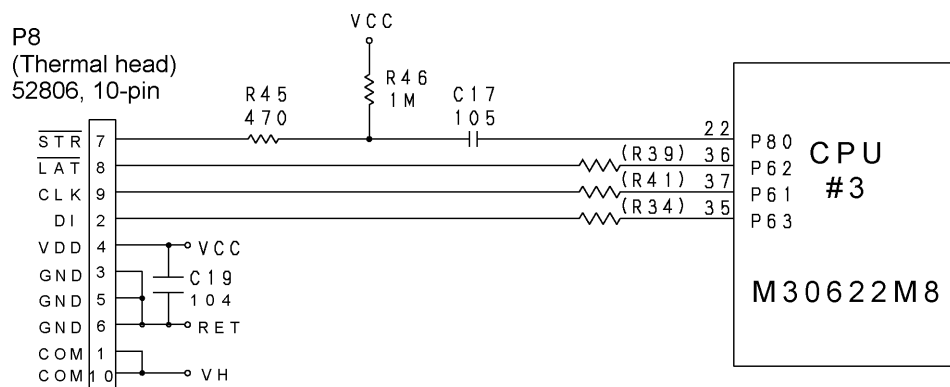 P8
(Thermal head)
52806, 10-pin
VCC
R46
1M
R45
470
C17
105
STR 7
LAT 8
CLK 9
DI 2
VDD 4
GND 3
GND 5
GND 6
COM 1
COM 10
VCC
C19
104
RET
VH
(R39)
(R41)
(R34)
22 P80
36 P62
37 P61
35 P63
CPU
#3
M30622M8